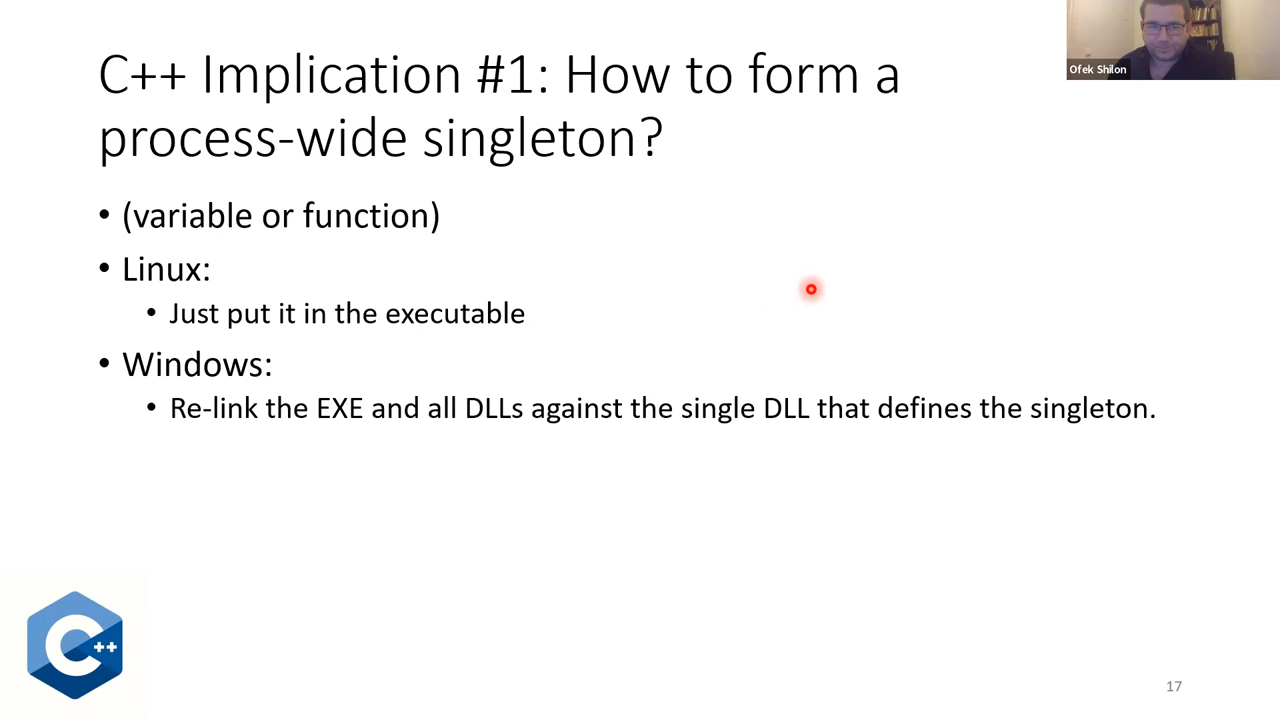 C++ Implication #1: How to form a
process-wide singleton?
Ofek Shilon
• (variable or function)
• Linux:
• Just put it in the executable
• Windows:
• Re-link the EXE and all DLLs against the single DLL that defines the singleton.
C++
17